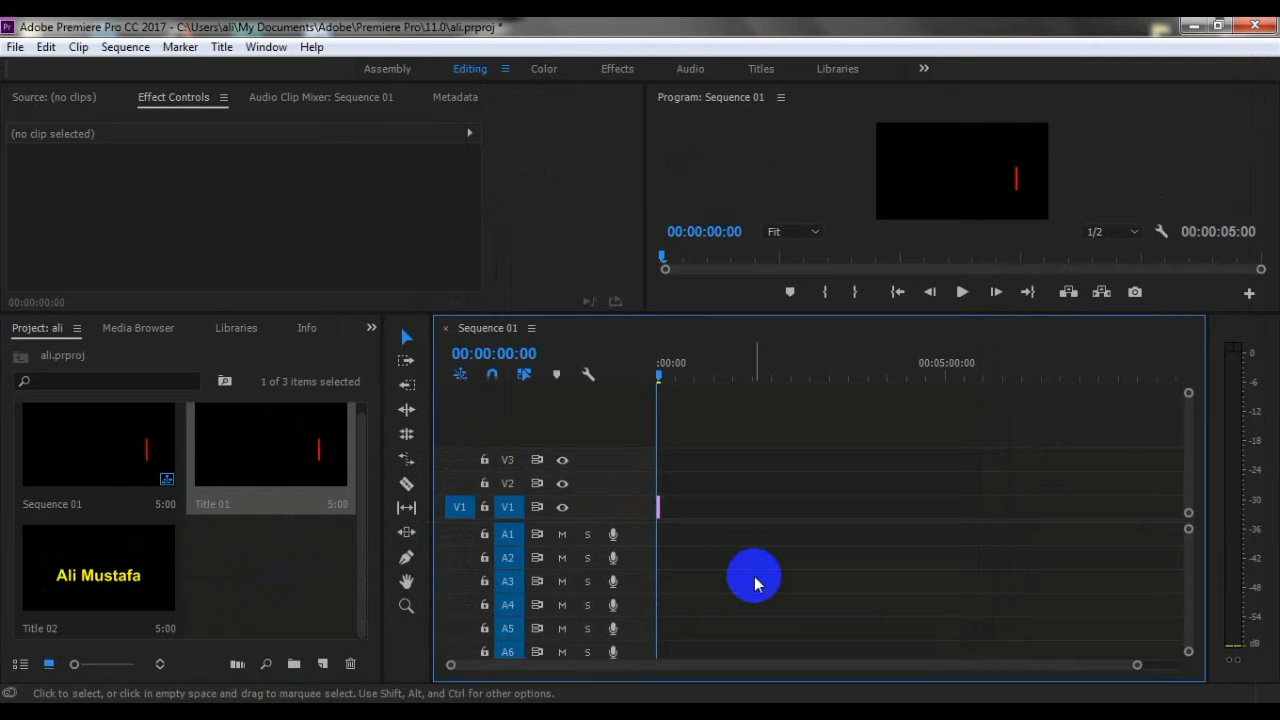 Pr Adobe Premiere Pro CC 2017 - C:\Users\ali\My Documents\Adobe\Premiere Pro\11.0\ali.prproj *
File Edit Clip Sequence Marker Title Window Help
Assembly Editing Color Effects Audio Titles Libraries
Source: (no clips) Effect Controls Audio Clip Mixer: Sequence 01 Metadata
Program: Sequence 01
(no clip selected)
00:00:00:00 Fit 1/2 00:00:05:00
00:00:00:00
Project: ali Media Browser Libraries Info
ali.prproj
1 of 3 items selected
Sequence 01 5:00
Title 01 5:00
Ali Mustafa
Title 02 5:00
× Sequence 01
00:00:00:00
:00:00 00:05:00:00
V3
V2
V1 V1
A1 M S
A2 M S
A3 M S
A4 M S
A5 M S
A6 M S
0
-6
-12
-18
-24
-30
-36
-42
-48
-54
dB
Click to select, or click in empty space and drag to marquee select. Use Shift, Alt, and Ctrl for other options.